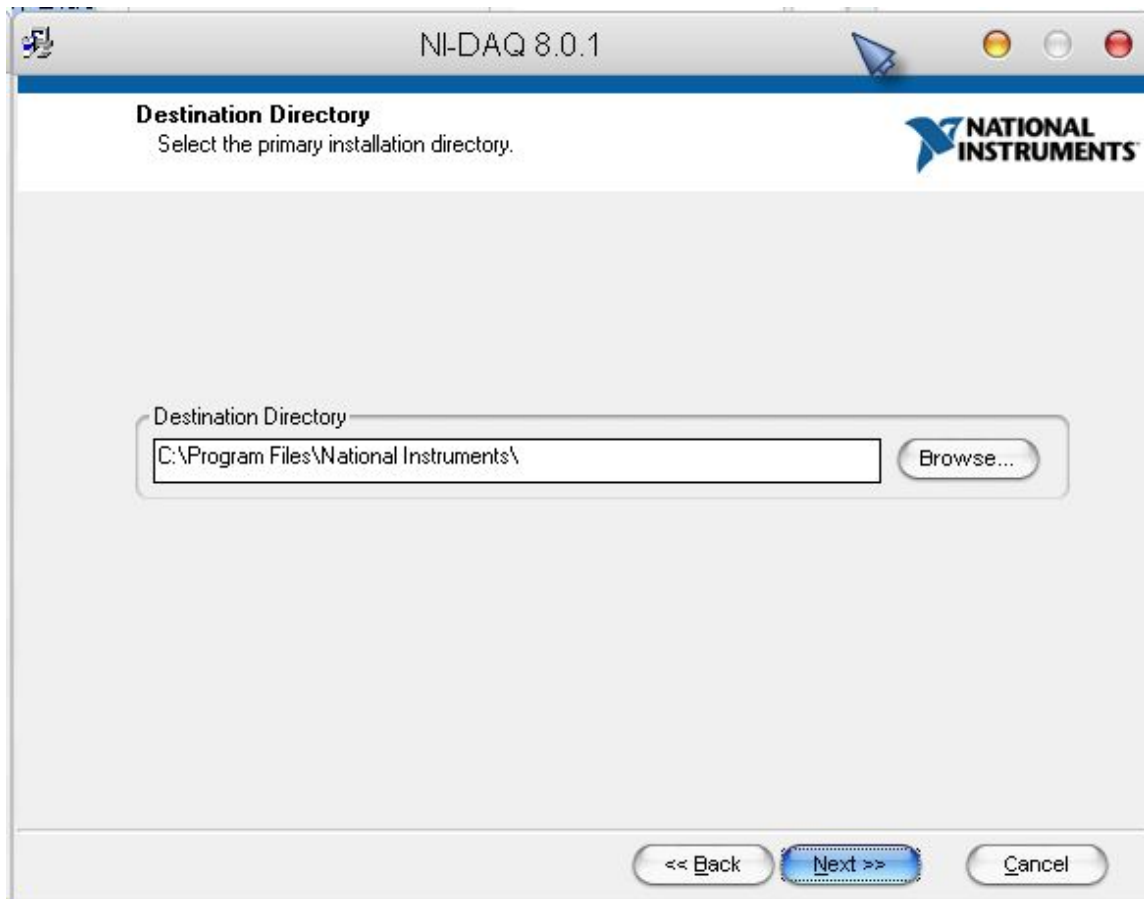 NI-DAQ 8.0.1
Destination Directory
Select the primary installation directory.
NATIONAL
INSTRUMENTS
Destination Directory
C:\Program Files\National Instruments\
Browse...
<< Back
Next >>
Cancel